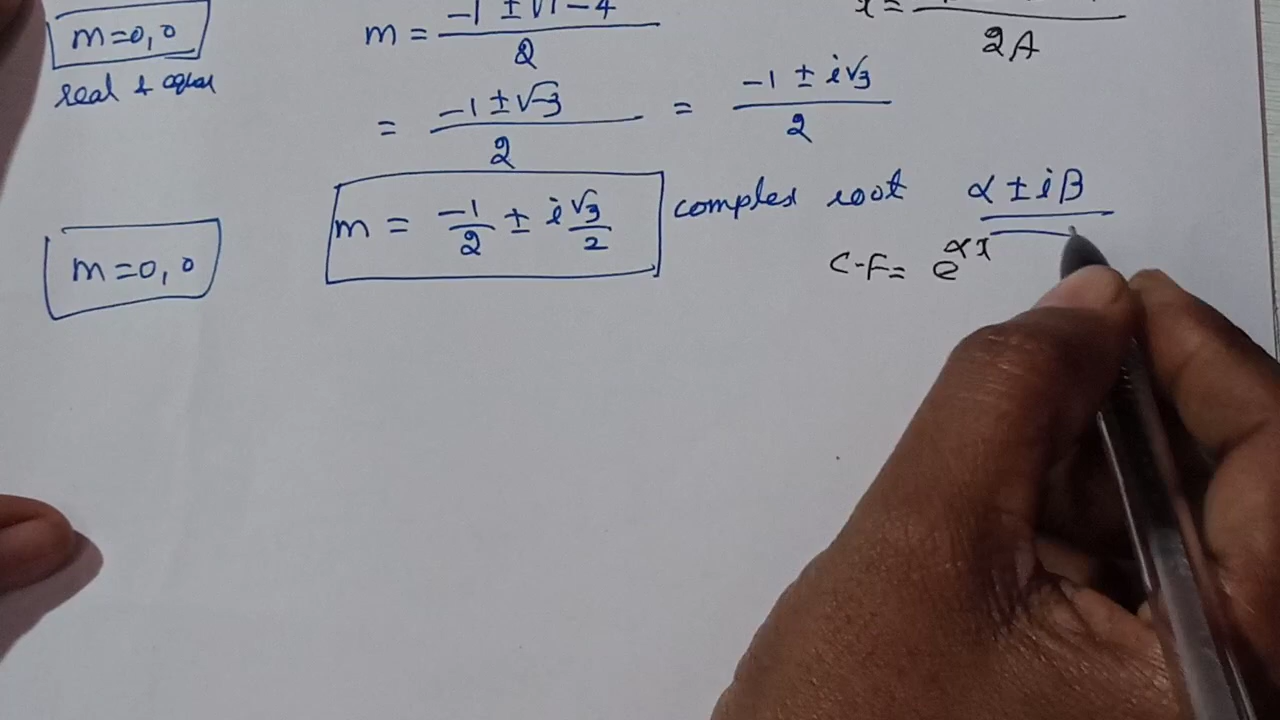 m=0,0
real & equal
m = (-1 ± √1-4)/2
x = /2A
= (-1 ± √-3)/2 = (-1 ± i√3)/2
m = -1/2 ± i √3/2 complex root α ± iβ
m=0,0
C-F = e^αx